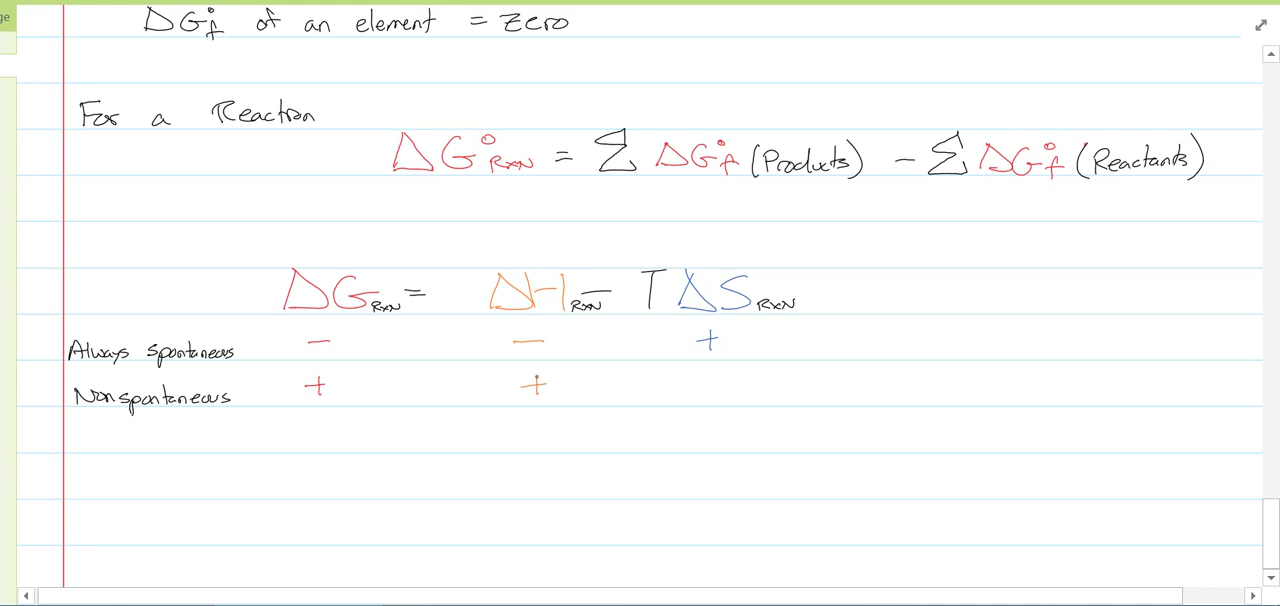 ge
ΔG°f of an element = Zero
For a Reaction
ΔG°RXN = Σ ΔG°f (Products) - Σ ΔG°f (Reactants)
ΔGRXN = ΔHRXN - TΔSRXN
Always spontaneous - - +
Nonspontaneous + +